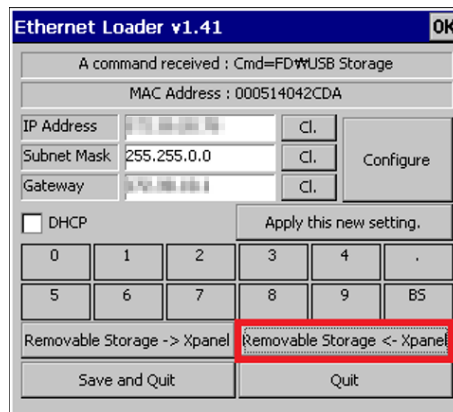 Ethernet Loader v1.41 OK
A command received : Cmd=FD₩USB Storage
MAC Address : 000514042CDA
IP Address Cl.
Subnet Mask 255.255.0.0 Cl. Configure
Gateway Cl.
DHCP Apply this new setting.
0 1 2 3 4 .
5 6 7 8 9 BS
Removable Storage -> Xpanel Removable Storage <- Xpanel
Save and Quit Quit